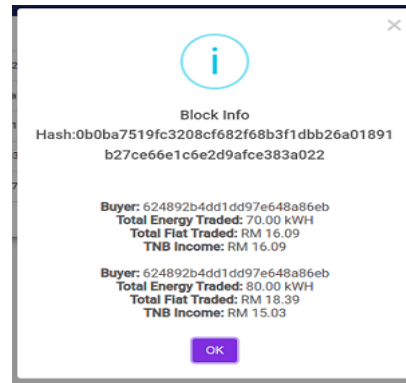 Block Info
Hash:0b0ba7519fc3208cf682f68b3f1dbb26a01891
b27ce66e1c6e2d9afce383a022
Buyer: 624892b4dd1dd97e648a86eb
Total Energy Traded: 70.00 kWH
Total Fiat Traded: RM 16.09
TNB Income: RM 16.09
Buyer: 624892b4dd1dd97e648a86eb
Total Energy Traded: 80.00 kWH
Total Fiat Traded: RM 18.39
TNB Income: RM 15.03
OK